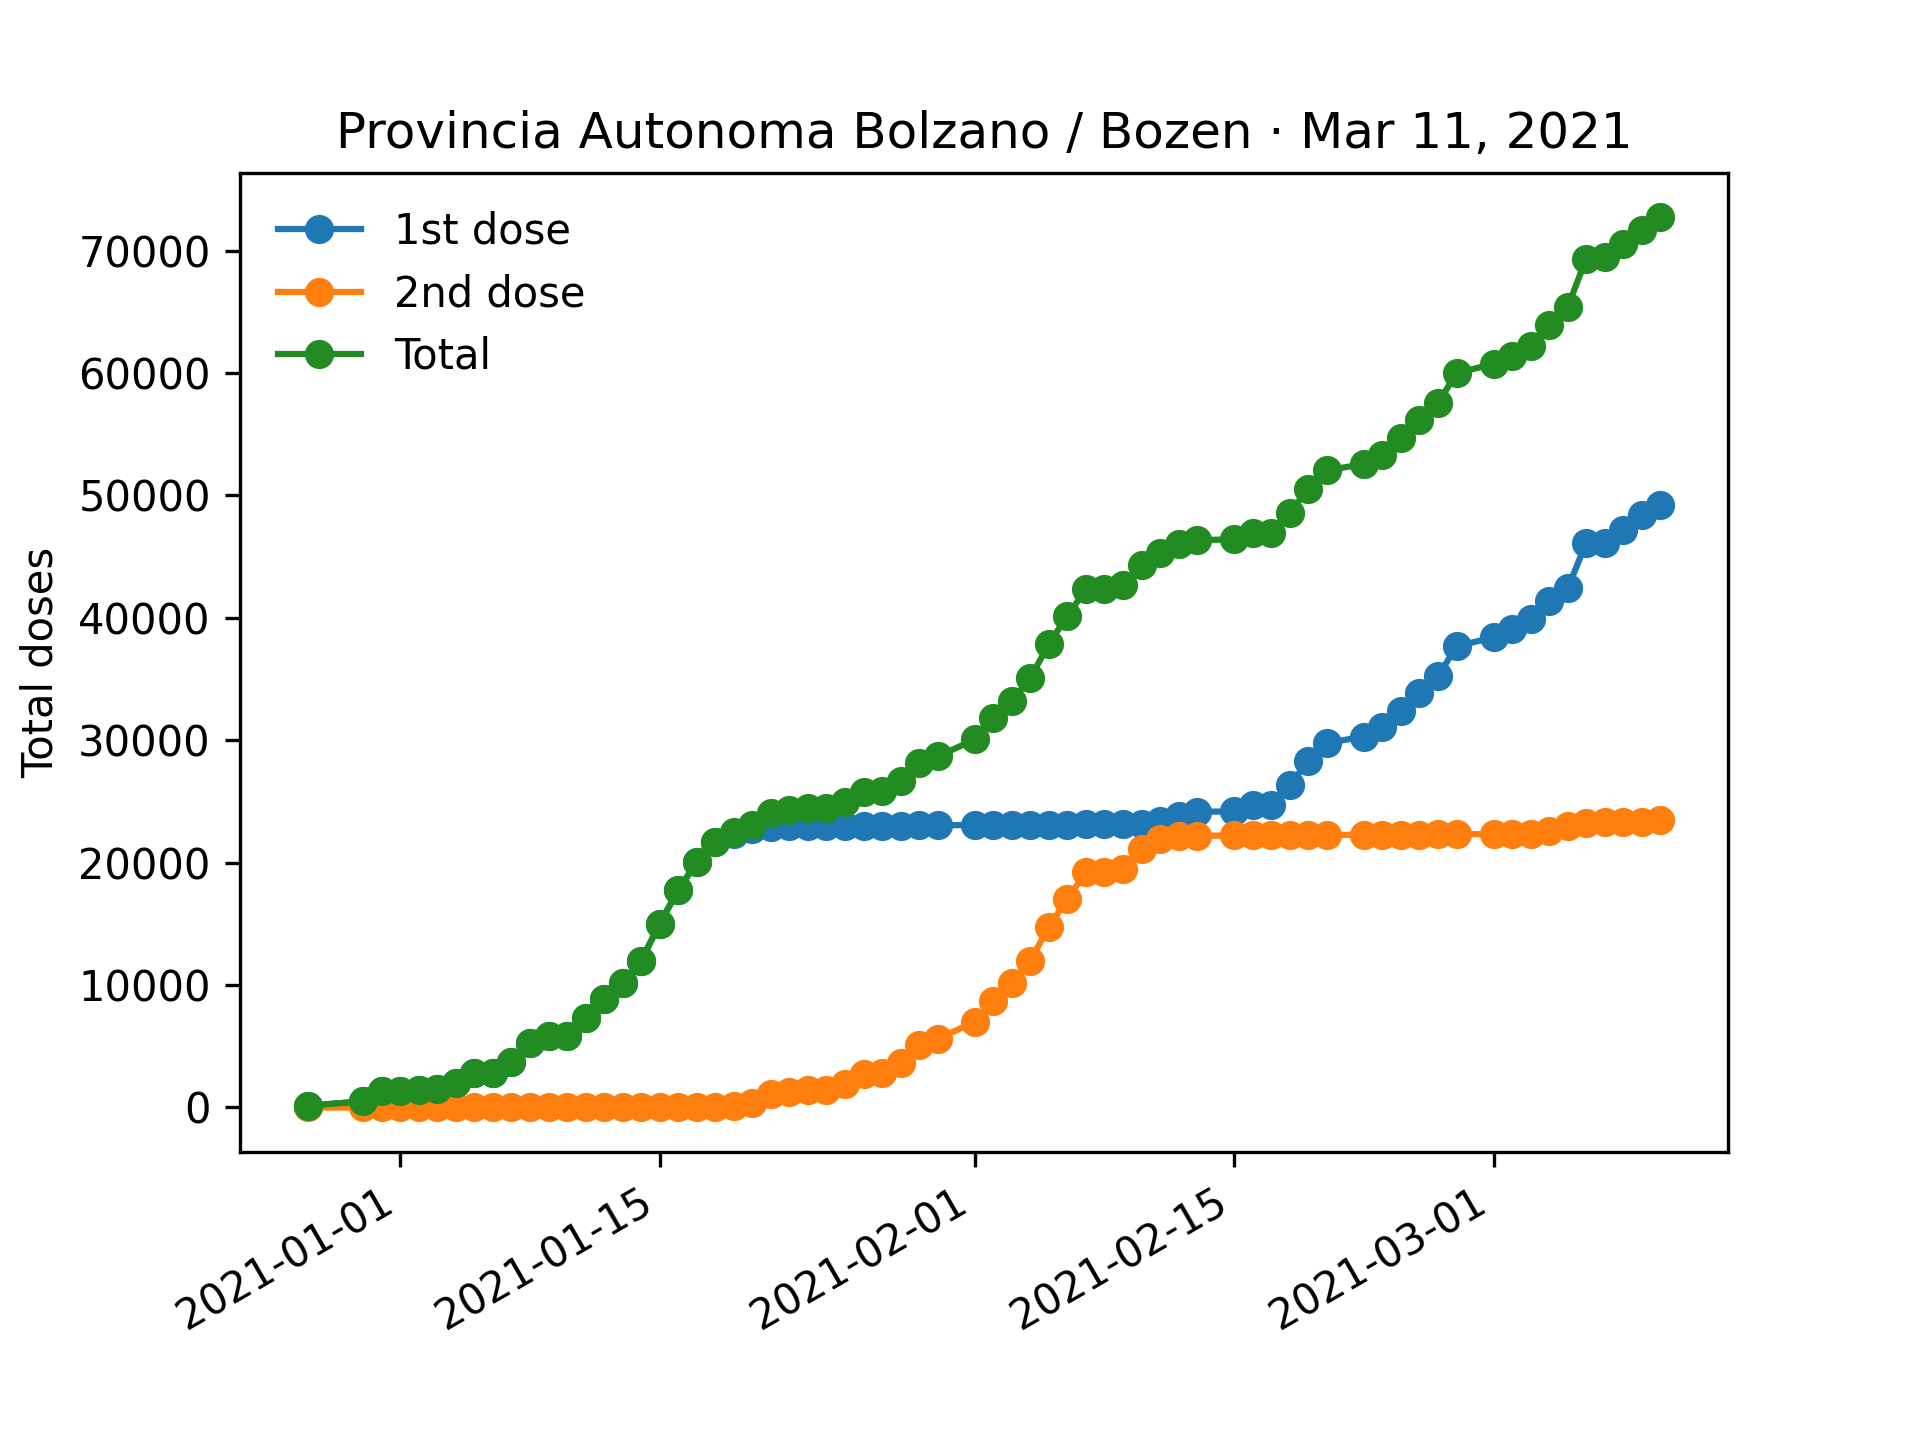 Provincia Autonoma Bolzano / Bozen · Mar 11, 2021
1st dose
2nd dose
Total
Total doses
70000
60000
50000
40000
30000
20000
10000
0
2021-01-01
2021-01-15
2021-02-01
2021-02-15
2021-03-01